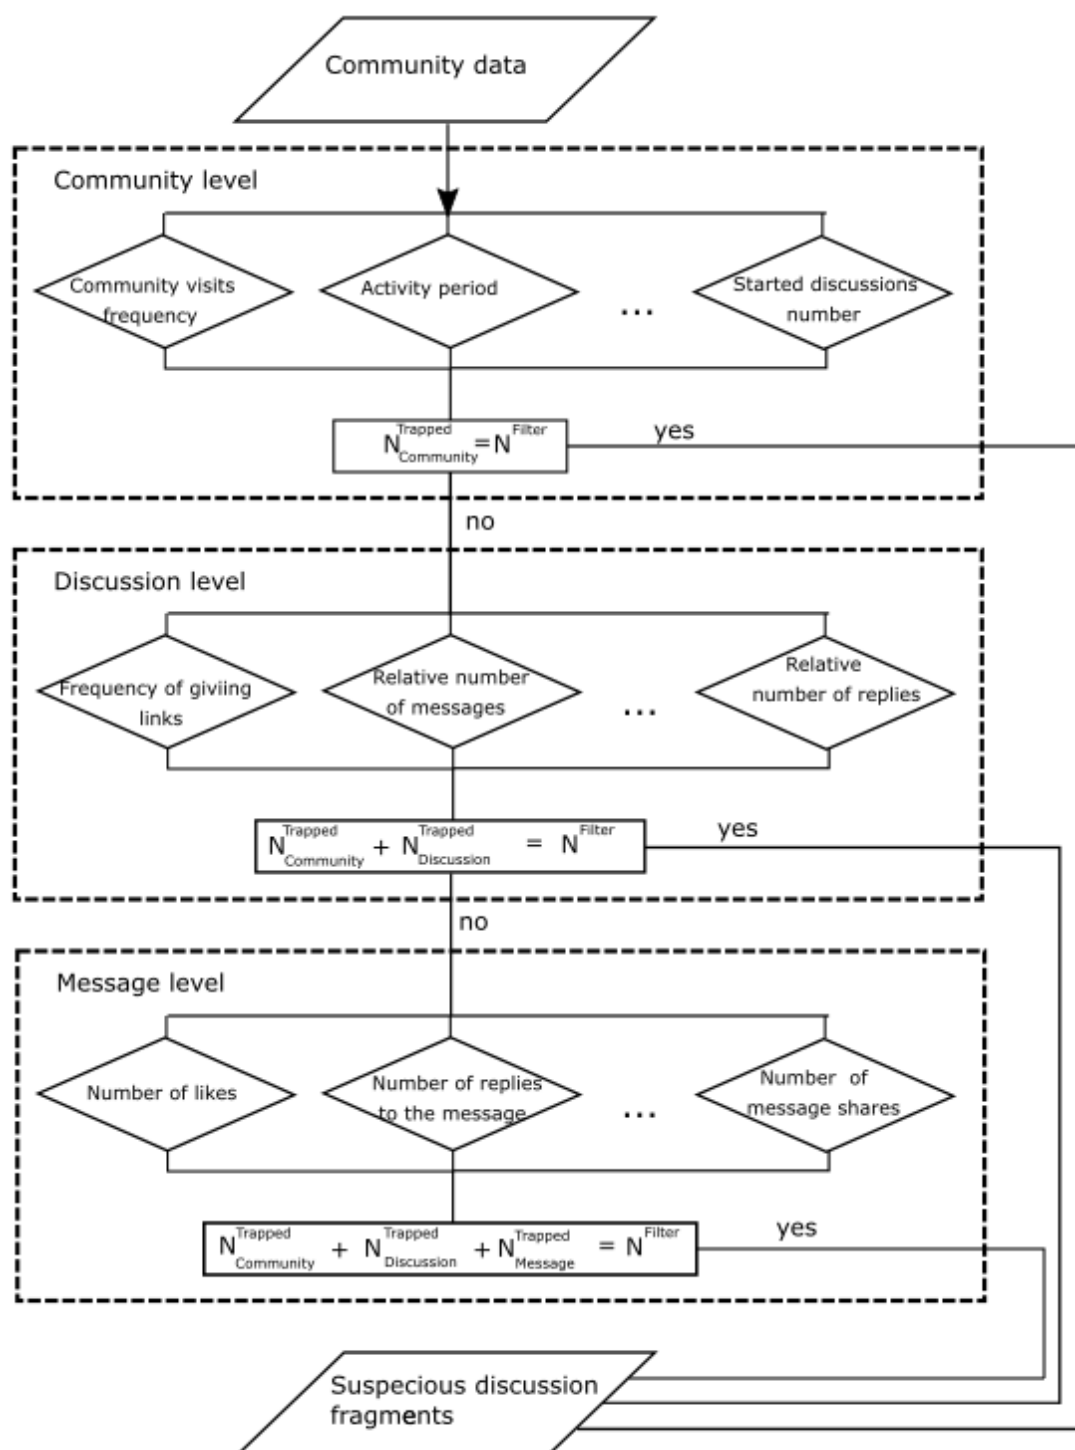 Community data
Community level
Community visits
frequency
Activity period
...
Started discussions
number
N Trapped Community = N Filter
yes
no
Discussion level
Frequency of giviing
links
Relative number
of messages
...
Relative
number of replies
N Trapped Community + N Trapped Discussion = N Filter
yes
no
Message level
Number of likes
Number of replies
to the message
...
Number of
message shares
N Trapped Community + N Trapped Discussion + N Trapped Message = N Filter
yes
Suspecious discussion
fragments